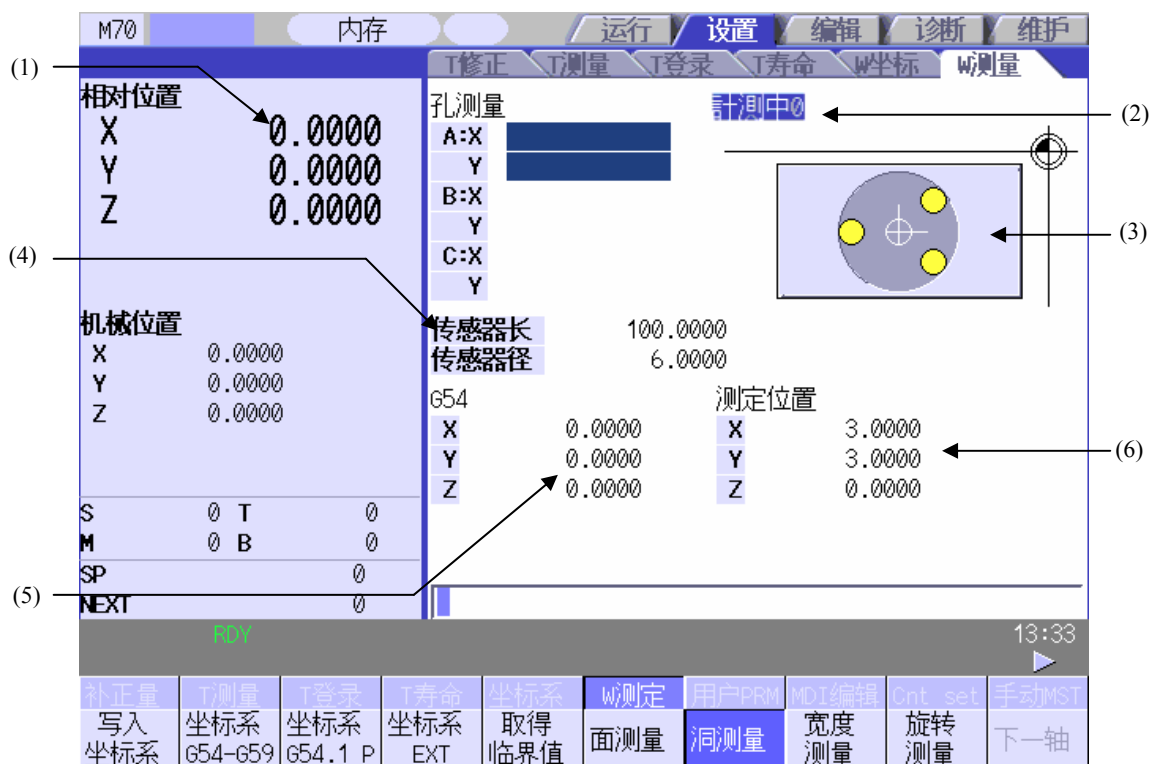 M70 内存 运行 设置 编辑 诊断 维护
T修正 T测量 T登录 T寿命 W坐标 W测量
(1)
相对位置
X 0.0000
Y 0.0000
Z 0.0000
孔测量 計測中0
(2)
A:X
Y
B:X
Y
C:X
Y
(3)
(4)
机械位置
X 0.0000
Y 0.0000
Z 0.0000
传感器长 100.0000
传感器径 6.0000
G54 测定位置
X 0.0000 X 3.0000
Y 0.0000 Y 3.0000
Z 0.0000 Z 0.0000
(6)
S 0 T 0
M 0 B 0
SP 0
NEXT 0
(5)
RDY 13:33
补正量 T测量 T登录 T寿命 坐标系 W测定 用户PRM MDI编辑 Cnt set 手动MST
写入 坐标系 坐标系 坐标系 取得 面测量 洞测量 宽度 旋转 下一轴
坐标系 G54-G59 G54.1 P EXT 临界值 测量 测量